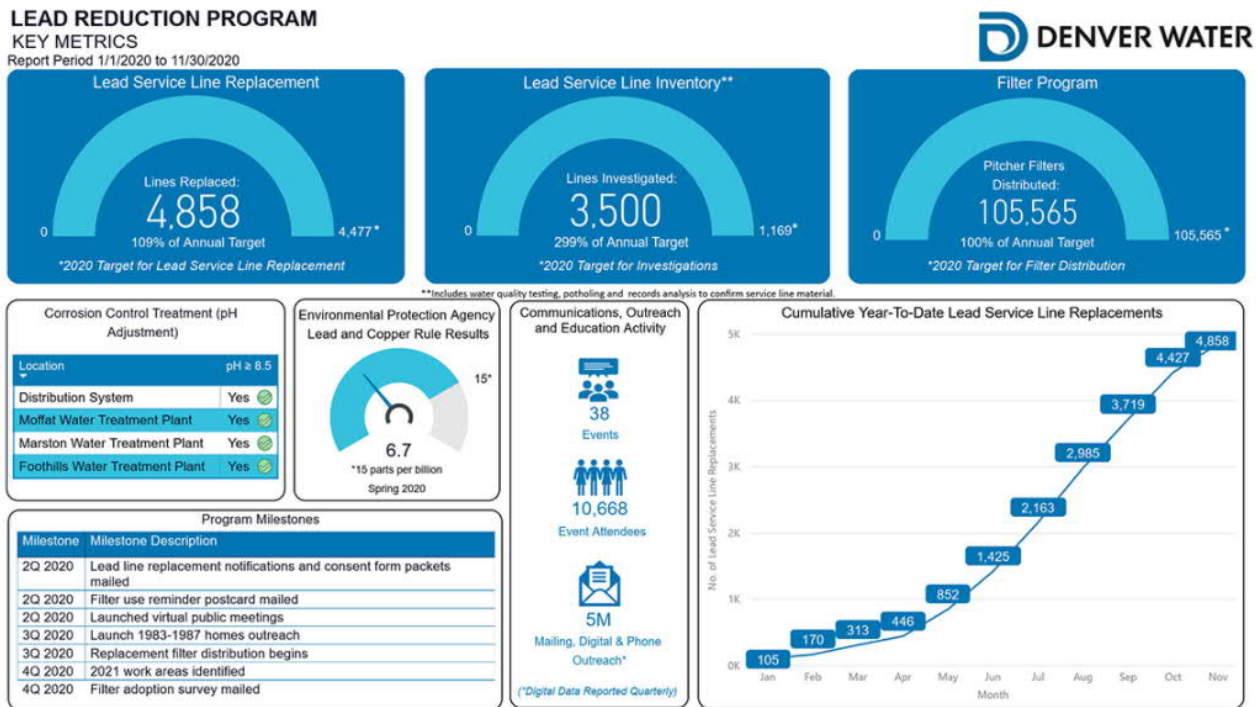 LEAD REDUCTION PROGRAM
KEY METRICS
Report Period 1/1/2020 to 11/30/2020
DENVER WATER
Lead Service Line Replacement
Lines Replaced:
4,858
0
4,477*
109% of Annual Target
*2020 Target for Lead Service Line Replacement
Lead Service Line Inventory**
Lines Investigated:
3,500
0
1,169*
299% of Annual Target
*2020 Target for Investigations
Filter Program
Pitcher Filters
Distributed:
105,565
0
105,565*
100% of Annual Target
*2020 Target for Filter Distribution
**Includes water quality testing, potholing and records analysis to confirm service line material.
Corrosion Control Treatment (pH
Adjustment)
Location pH ≥ 8.5
Distribution System Yes
Moffat Water Treatment Plant Yes
Marston Water Treatment Plant Yes
Foothills Water Treatment Plant Yes
Environmental Protection Agency
Lead and Copper Rule Results
15*
6.7
*15 parts per billion
Spring 2020
Program Milestones
Milestone Milestone Description
2Q 2020 Lead line replacement notifications and consent form packets
mailed
2Q 2020 Filter use reminder postcard mailed
2Q 2020 Launched virtual public meetings
3Q 2020 Launch 1983-1987 homes outreach
3Q 2020 Replacement filter distribution begins
4Q 2020 2021 work areas identified
4Q 2020 Filter adoption survey mailed
Communications, Outreach
and Education Activity
38
Events
10,668
Event Attendees
5M
Mailing, Digital & Phone
Outreach*
(*Digital Data Reported Quarterly)
Cumulative Year-To-Date Lead Service Line Replacements
No. of Lead Service Line Replacements
5K
4K
3K
2K
1K
0K
105
170
313
446
852
1,425
2,163
2,985
3,719
4,427
4,858
Jan Feb Mar Apr May Jun Jul Aug Sep Oct Nov
Month